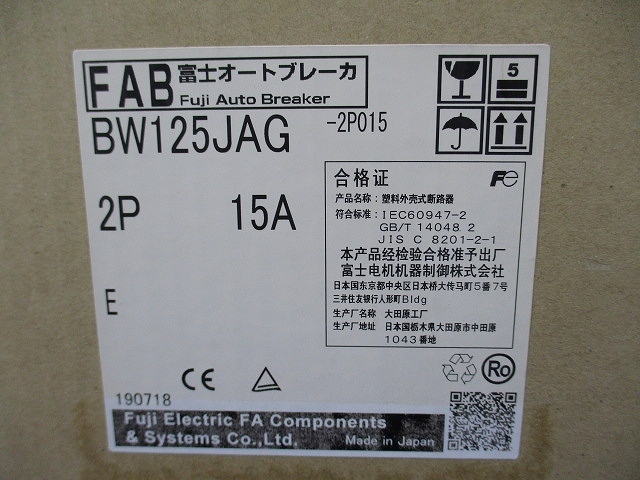 FAB 富士オートブレーカ
Fuji Auto Breaker
5
BW125JAG -2P015
2P 15A
E
合格证 Fe
产品名称: 塑料外壳式断路器
符合标准: IEC60947-2
GB/T 14048 2
JIS C 8201-2-1
本产品经检验合格准予出厂
富士电机机器制御株式会社
日本国东京都中央区日本桥大传马町5番7号
三井住友银行人形町Bldg
生产厂名称 大田原工厂
生产厂地址 日本国栃木県大田原市中田原
1043番地
CE
Ro
190718
Fuji Electric FA Components
& Systems Co.,Ltd. Made in Japan